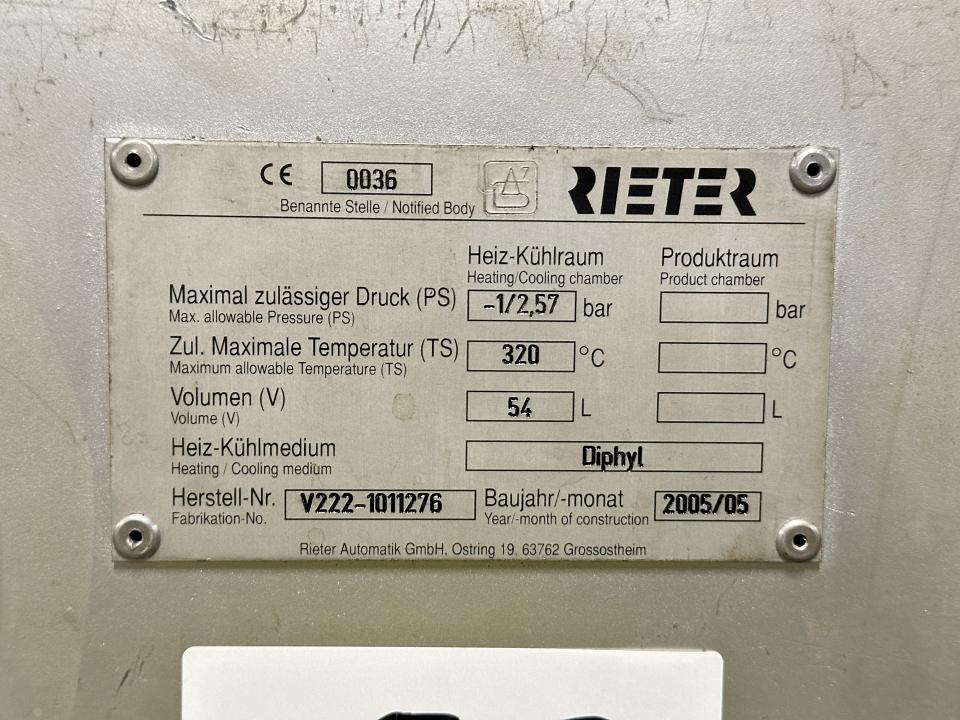 CE 0036 RIETER
Benannte Stelle / Notified Body
Heiz-Kühlraum Produktraum
Heating/Cooling chamber Product chamber
Maximal zulässiger Druck (PS) -1/2,57 bar bar
Max. allowable Pressure (PS)
Zul. Maximale Temperatur (TS) 320 °C °C
Maximum allowable Temperature (TS)
Volumen (V) 54 L L
Volume (V)
Heiz-Kühlmedium Diphyl
Heating / Cooling medium
Herstell-Nr. V222-1011276 Baujahr/-monat 2005/05
Fabrikation-No. Year/-month of construction
Rieter Automatik GmbH, Ostring 19, 63762 Grossostheim